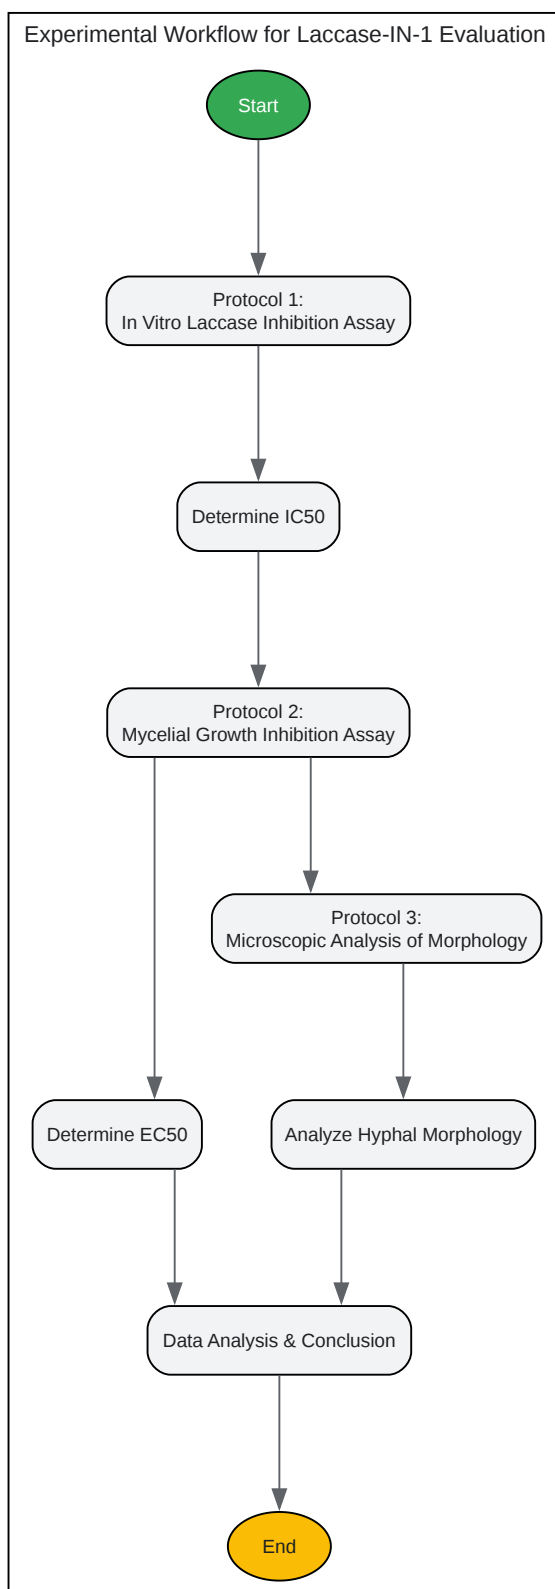 Experimental Workflow for Laccase-IN-1 Evaluation
Start
Protocol 1:
In Vitro Laccase Inhibition Assay
Determine IC50
Protocol 2:
Mycelial Growth Inhibition Assay
Protocol 3:
Microscopic Analysis of Morphology
Determine EC50
Analyze Hyphal Morphology
Data Analysis & Conclusion
End